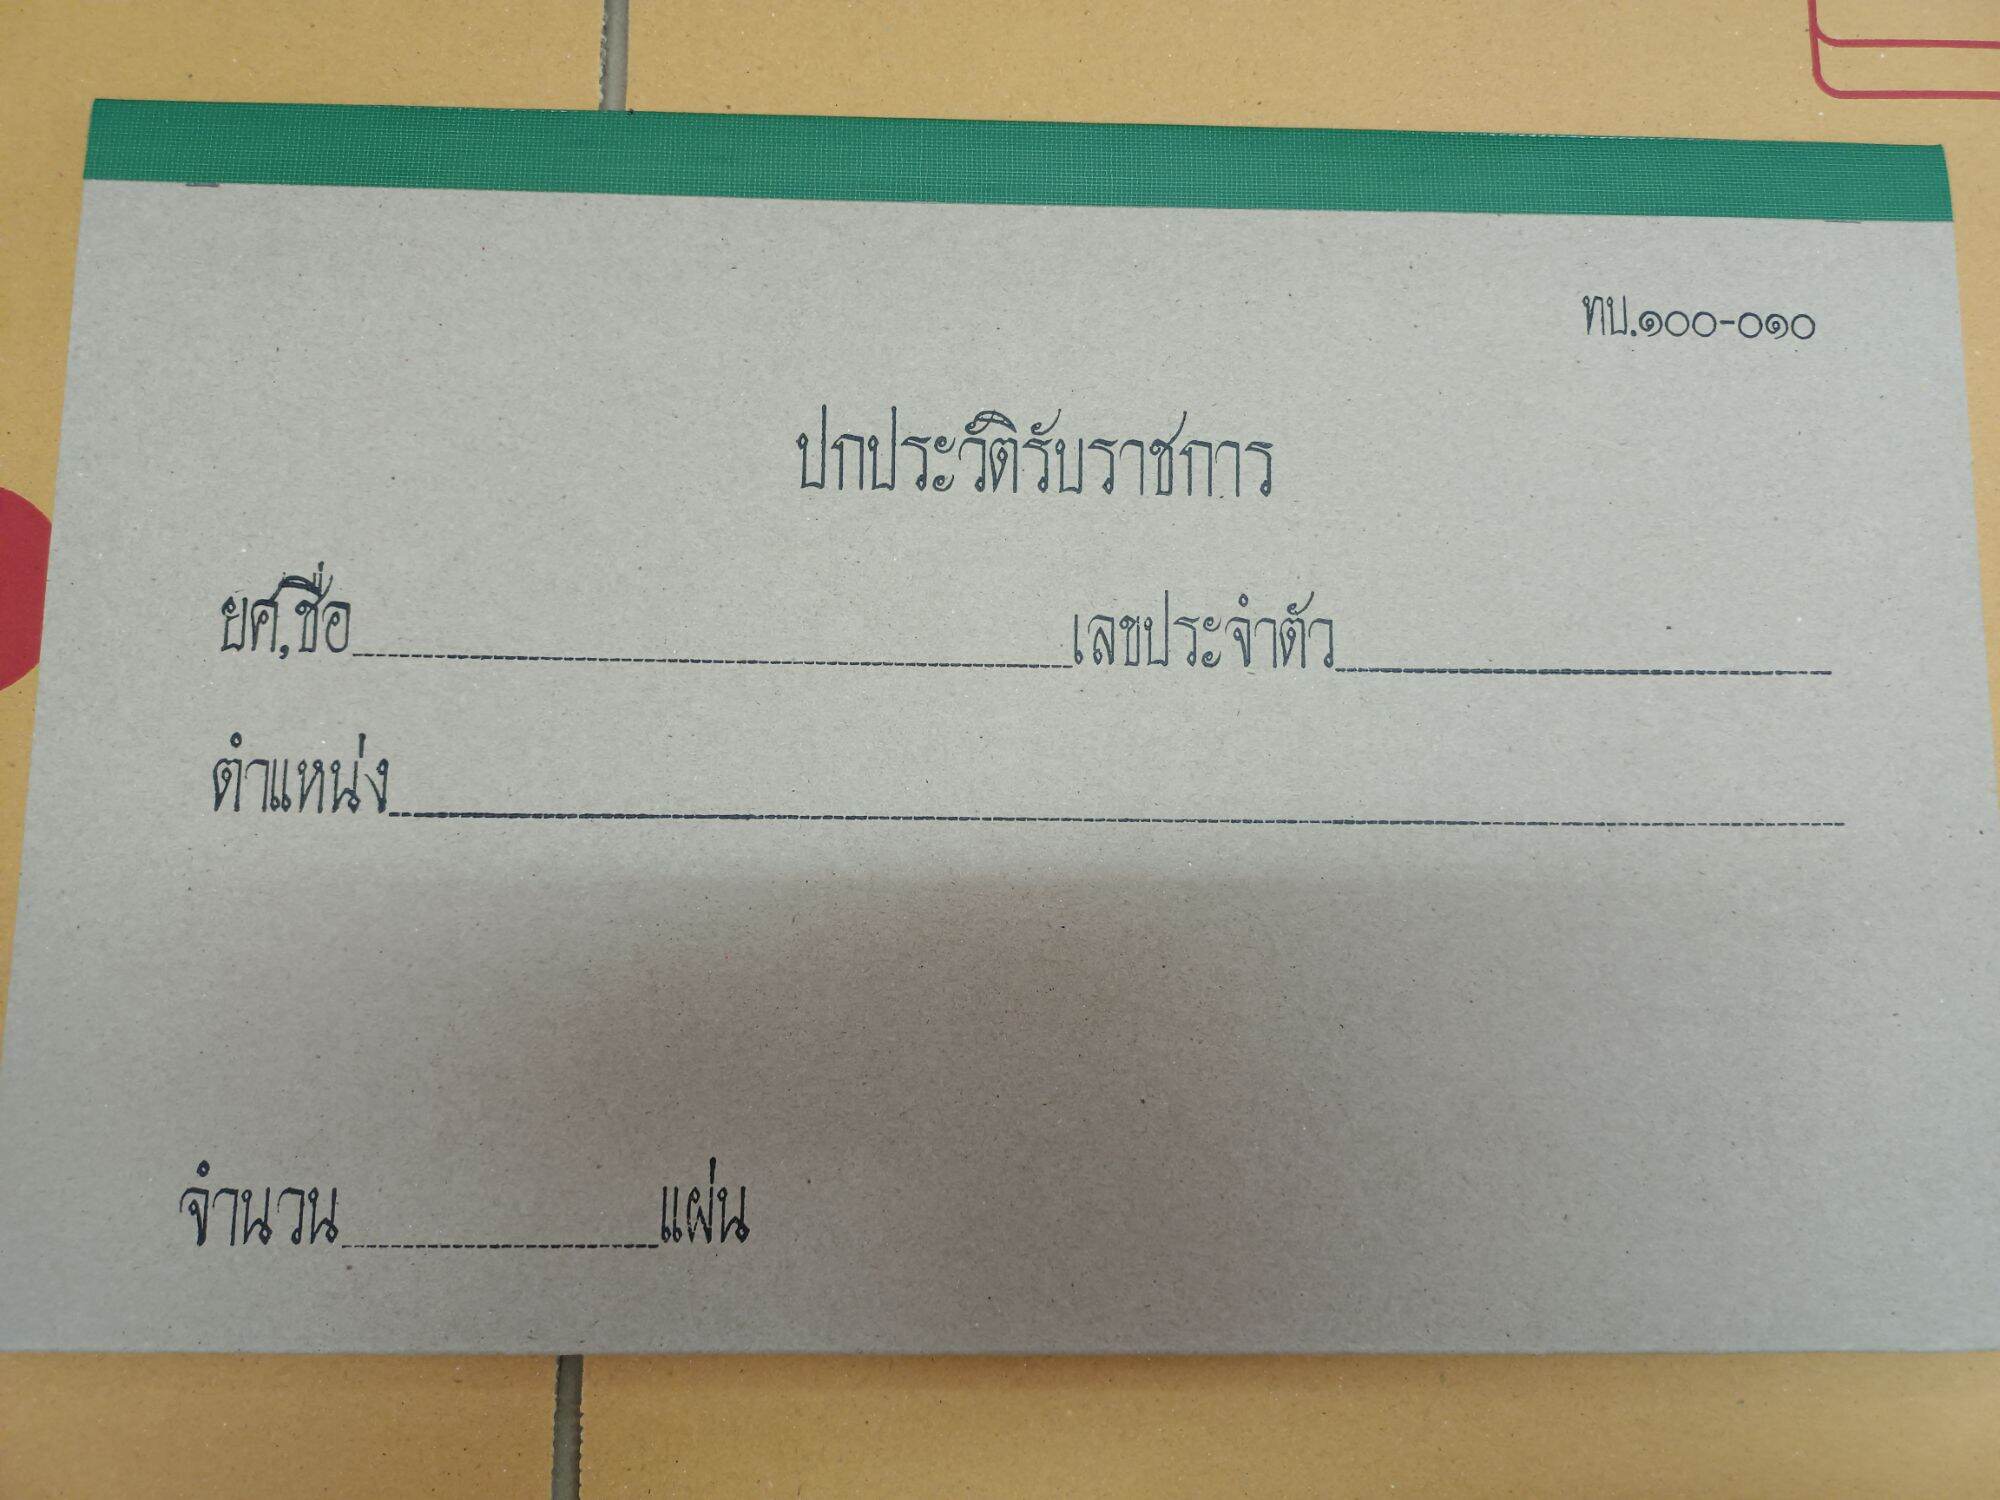 ทบ.๑๐๐-๐๑๐
ปกประวัติรับราชการ
ยศ,ชื่อ เลขประจำตัว
ตำแหน่ง
จำนวน แผ่น